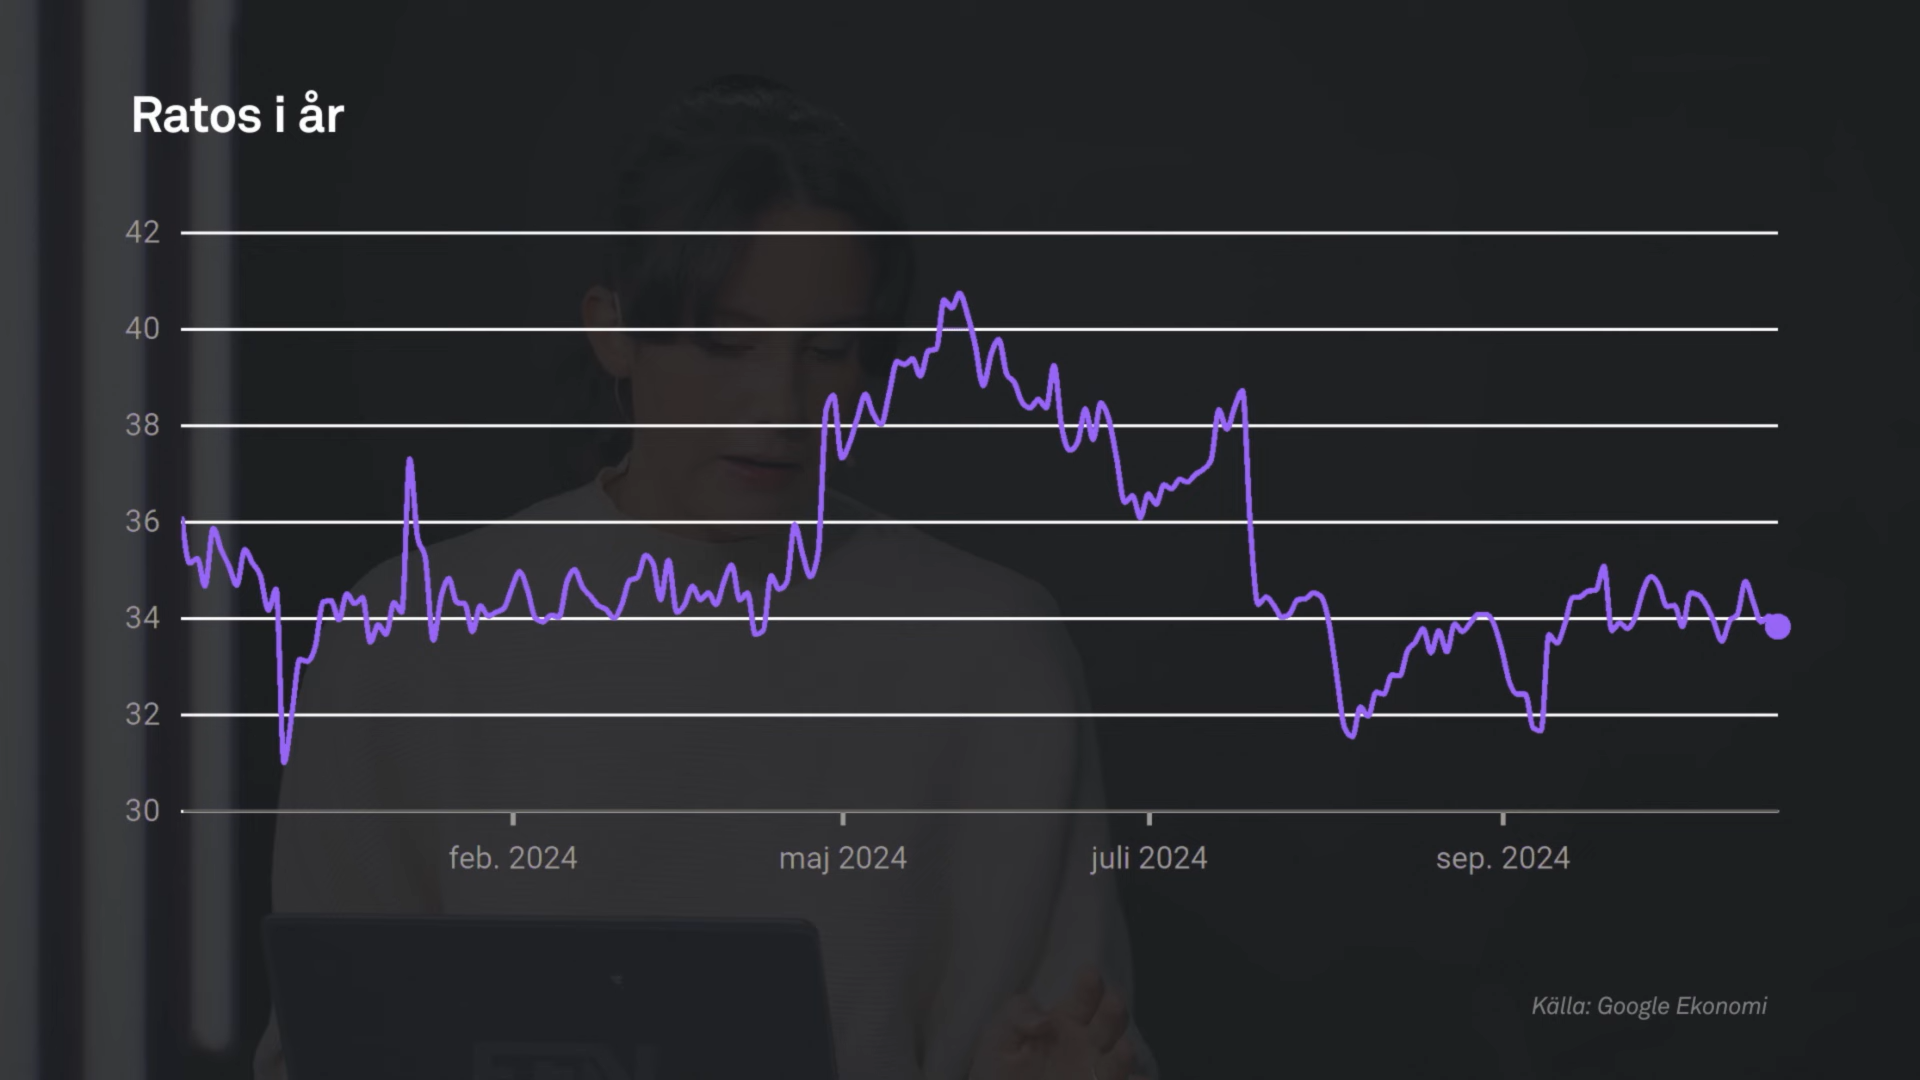 Ratos i år
42
40
38
36
34
32
30
feb. 2024
maj 2024
juli 2024
sep. 2024
Källa: Google Ekonomi